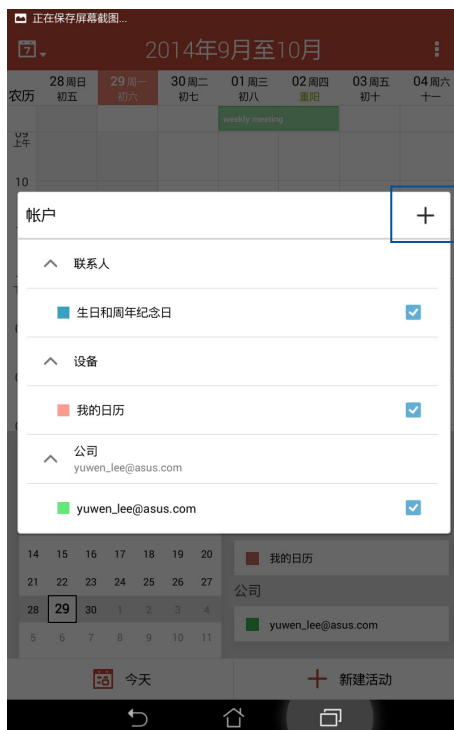 正在保存屏幕截图...
7
2014年9月至10月
农历
28周日 29周一 30周二 01周三 02周四 03周五 04周六
初五 初六 初七 初八 重阳 初十 十一
weekly meeting
09
上午
10
帐户
联系人
生日和周年纪念日
设备
我的日历
公司
yuwen_lee@asus.com
yuwen_lee@asus.com
14 15 16 17 18 19 20
我的日历
21 22 23 24 25 26 27
公司
28 29 30 1 2 3 4
yuwen_lee@asus.com
5 6 7 8 9 10 11
今天
新建活动